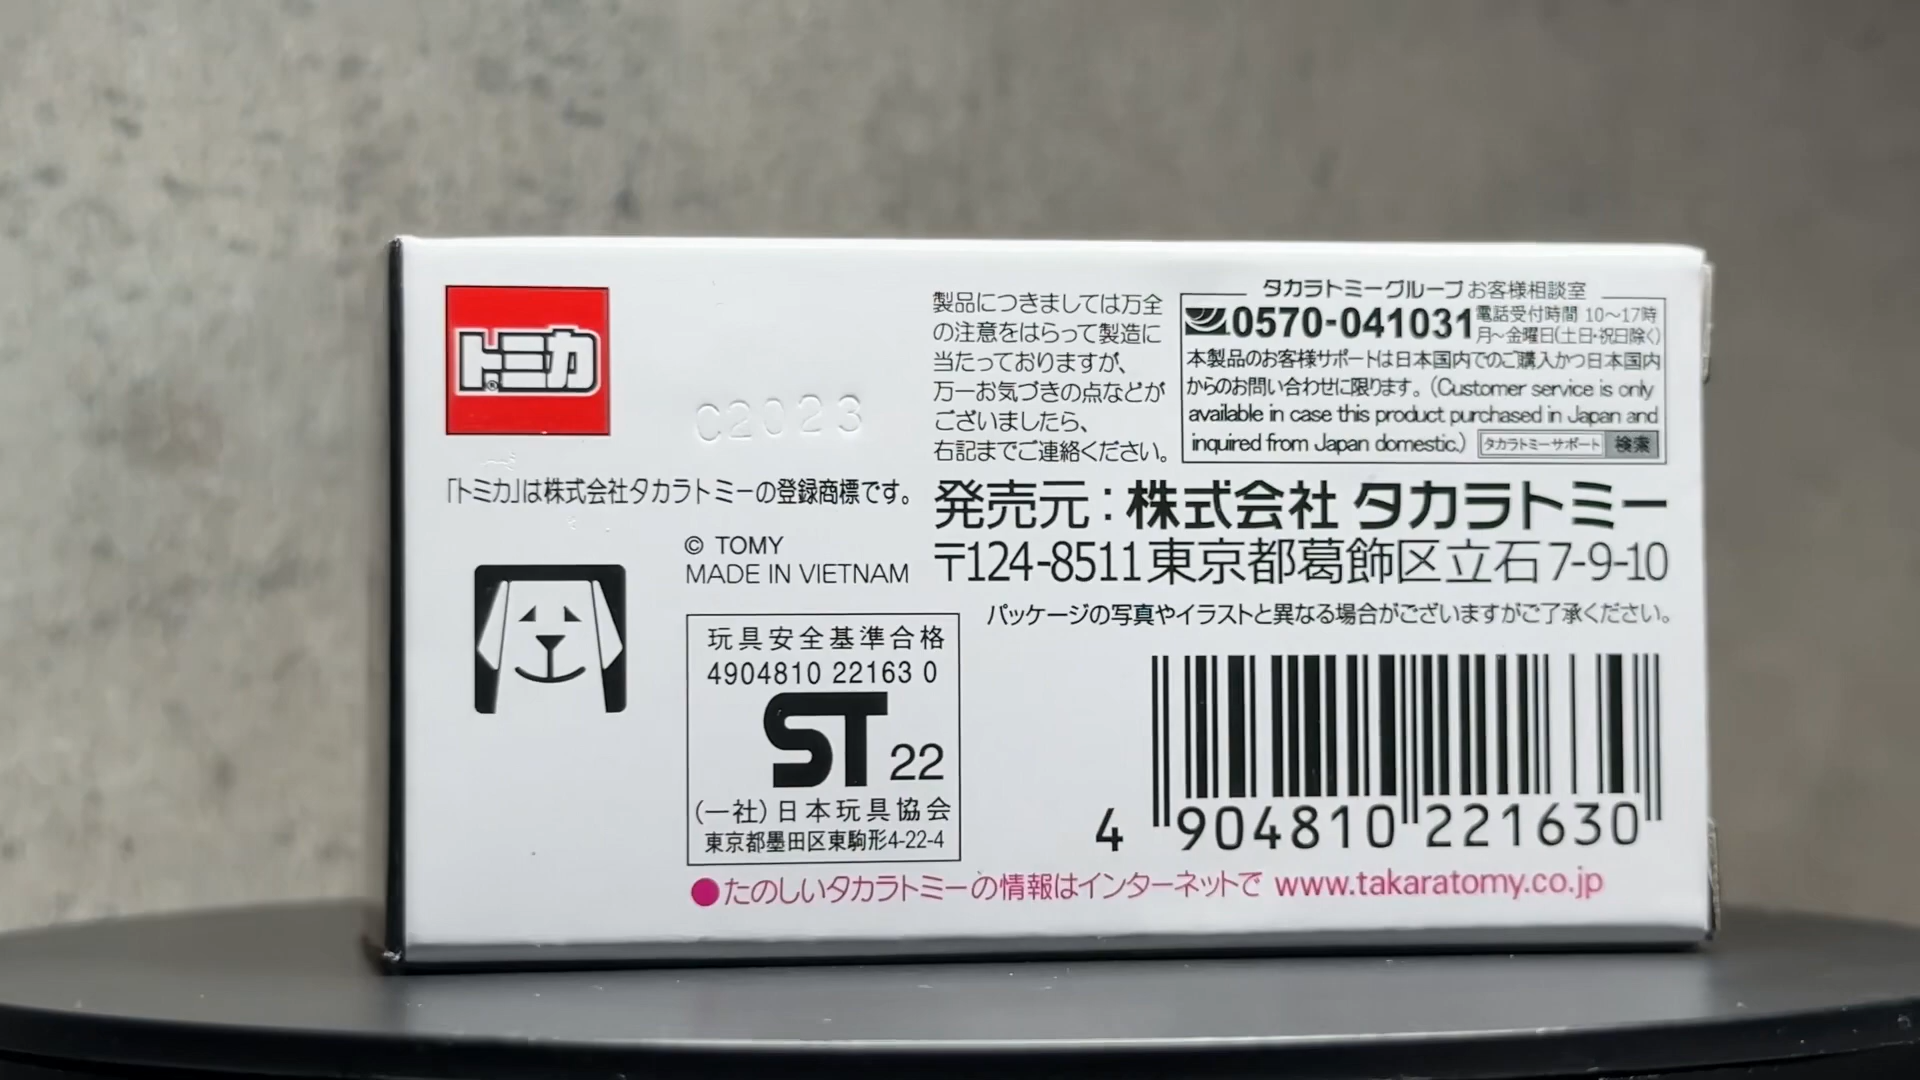 トミカ
®
C2023
「トミカ」は株式会社タカラトミーの登録商標です。
© TOMY
MADE IN VIETNAM
玩具安全基準合格
4904810 22163 0
ST 22
(一社)日本玩具協会
東京都墨田区東駒形4-22-4
製品につきましては万全
の注意をはらって製造に
当たっておりますが、
万一お気づきの点などが
ございましたら、
右記までご連絡ください。
タカラトミーグループ お客様相談室
0570-041031 電話受付時間 10〜17時
月〜金曜日(土日・祝日除く)
本製品のお客様サポートは日本国内でのご購入かつ日本国内
からのお問い合わせに限ります。(Customer service is only
available in case this product purchased in Japan and
inquired from Japan domestic.) タカラトミーサポート 検索
発売元:株式会社 タカラトミー
〒124-8511 東京都葛飾区立石7-9-10
パッケージの写真やイラストと異なる場合がございますがご了承ください。
4 904810 221630
●たのしいタカラトミーの情報はインターネットで www.takaratomy.co.jp